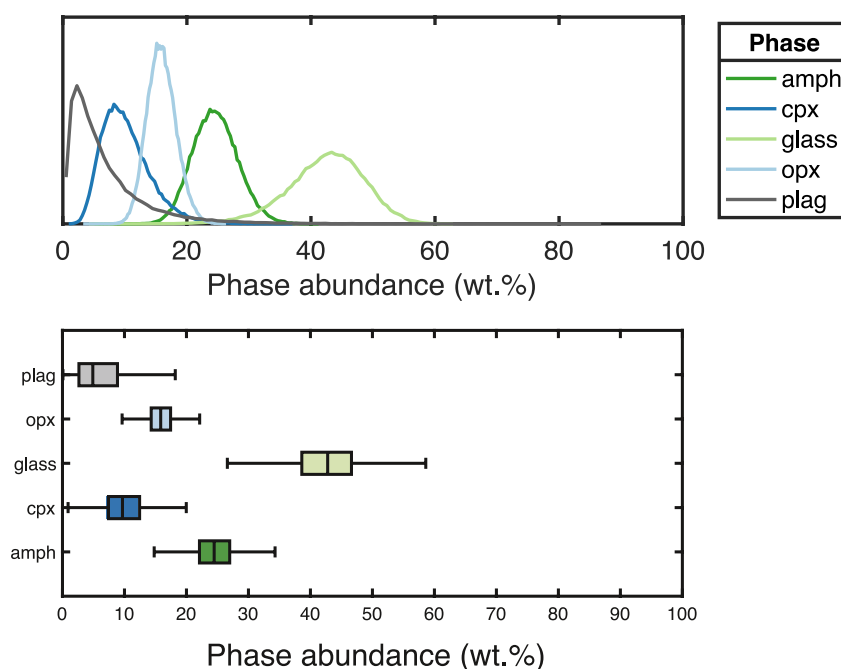 Phase
amph
cpx
glass
opx
plag
0 20 40 60 80 100
Phase abundance (wt.%)
plag
opx
glass
cpx
amph
0 10 20 30 40 50 60 70 80 90 100
Phase abundance (wt.%)